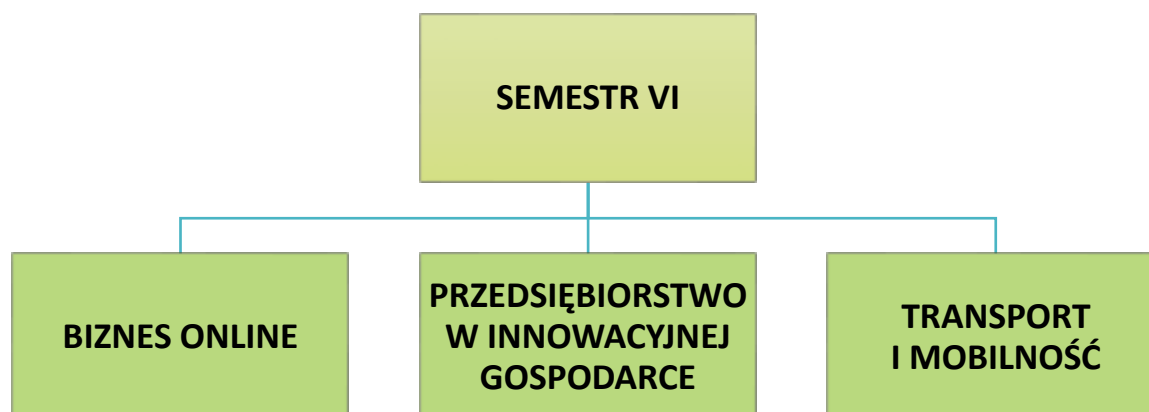 SEMESTR VI
BIZNES ONLINE
PRZEDSIĘBIORSTWO
W INNOWACYJNEJ
GOSPODARCE
TRANSPORT
I MOBILNOŚĆ